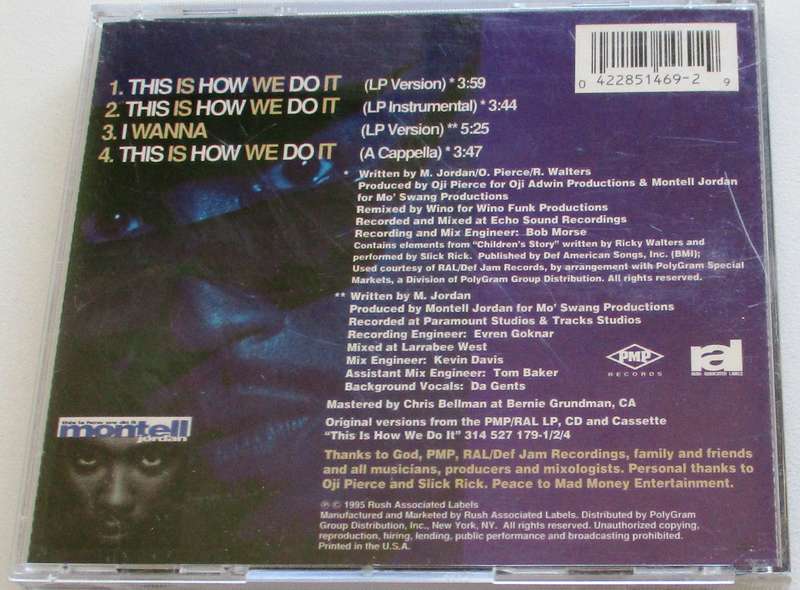 1. THIS IS HOW WE DO IT (LP Version) * 3:59
2. THIS IS HOW WE DO IT (LP Instrumental) * 3:44
3. I WANNA (LP Version) ** 5:25
4. THIS IS HOW WE DO IT (A Cappella) * 3:47
0 422851469-2 9
* Written by M. Jordan/O. Pierce/R. Walters
Produced by Oji Pierce for Oji Adwin Productions & Montell Jordan
for Mo' Swang Productions
Remixed by Wino for Wino Funk Productions
Recorded and Mixed at Echo Sound Recordings
Recording and Mix Engineer: Bob Morse
Contains elements from "Children's Story" written by Ricky Walters and
performed by Slick Rick. Published by Def American Songs, Inc. (BMI);
Used courtesy of RAL/Def Jam Records, by arrangement with PolyGram Special
Markets, a Division of PolyGram Group Distribution. All rights reserved.
** Written by M. Jordan
Produced by Montell Jordan for Mo' Swang Productions
Recorded at Paramount Studios & Tracks Studios
Recording Engineer: Evren Goknar
Mixed at Larrabee West
Mix Engineer: Kevin Davis
Assistant Mix Engineer: Tom Baker
Background Vocals: Da Gents
PMP
RECORDS
ral
RUSH ASSOCIATED LABELS
Mastered by Chris Bellman at Bernie Grundman, CA
Original versions from the PMP/RAL LP, CD and Cassette
"This Is How We Do It" 314 527 179-1/2/4
this is how we do it
montell
jordan
Thanks to God, PMP, RAL/Def Jam Recordings, family and friends
and all musicians, producers and mixologists. Personal thanks to
Oji Pierce and Slick Rick. Peace to Mad Money Entertainment.
℗ © 1995 Rush Associated Labels
Manufactured and Marketed by Rush Associated Labels. Distributed by PolyGram
Group Distribution, Inc., New York, NY. All rights reserved. Unauthorized copying,
reproduction, hiring, lending, public performance and broadcasting prohibited.
Printed in the U.S.A.